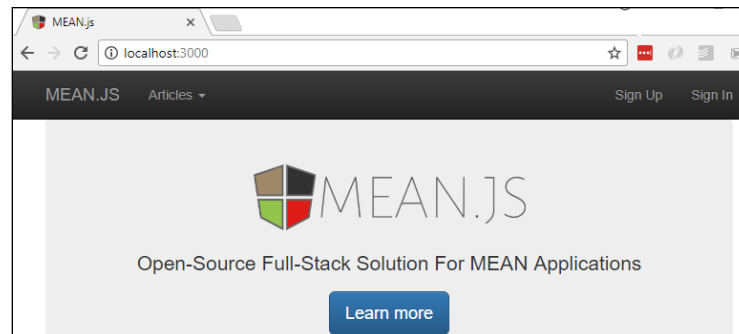 MEAN.js
localhost:3000
MEAN.JS Articles Sign Up Sign In
MEAN.JS
Open-Source Full-Stack Solution For MEAN Applications
Learn more